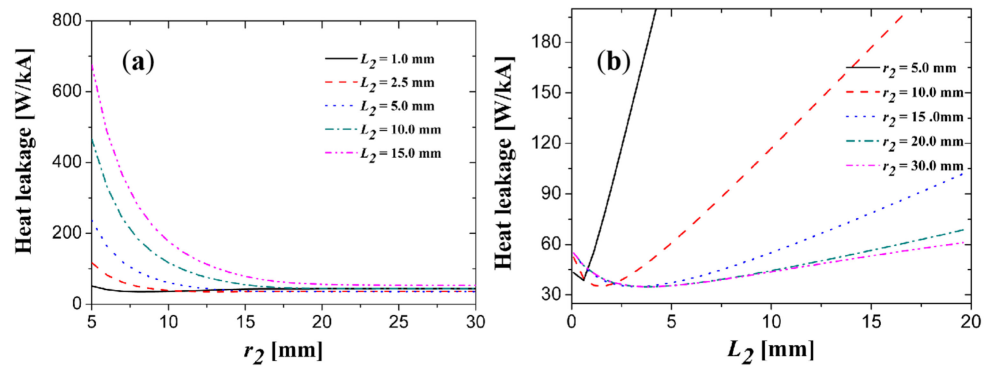 800
600
400
200
0
Heat leakage [W/kA]
(a)
L2 = 1.0 mm
L2 = 2.5 mm
L2 = 5.0 mm
L2 = 10.0 mm
L2 = 15.0 mm
5 10 15 20 25 30
r2 [mm]
180
150
120
90
60
30
Heat leakage [W/kA]
(b)
r2 = 5.0 mm
r2 = 10.0 mm
r2 = 15 .0mm
r2 = 20.0 mm
r2 = 30.0 mm
0 5 10 15 20
L2 [mm]